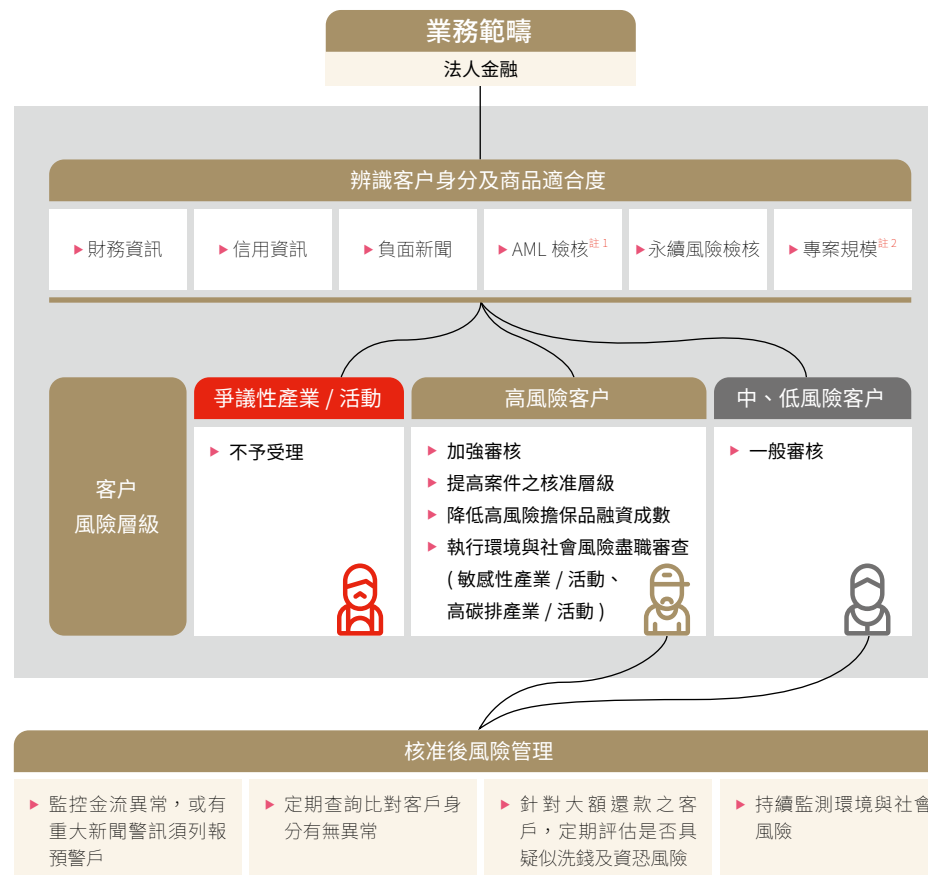 業務範疇
法人金融
辨識客户身分及商品適合度
▶ 財務資訊
▶ 信用資訊
▶ 負面新聞
▶ AML 檢核註 1
▶ 永續風險檢核
▶ 專案規模註 2
客户
風險層級
爭議性產業 / 活動
▶ 不予受理
高風險客户
▶ 加強審核
▶ 提高案件之核准層級
▶ 降低高風險擔保品融資成數
▶ 執行環境與社會風險盡職審查
( 敏感性產業 / 活動、
高碳排產業 / 活動 )
中、低風險客户
▶ 一般審核
核准後風險管理
▶ 監控金流異常，或有
重大新聞警訊須列報
預警戶
▶ 定期查詢比對客戶身
分有無異常
▶ 針對大額還款之客
戶，定期評估是否具
疑似洗錢及資恐風險
▶ 持續監測環境與社會
風險